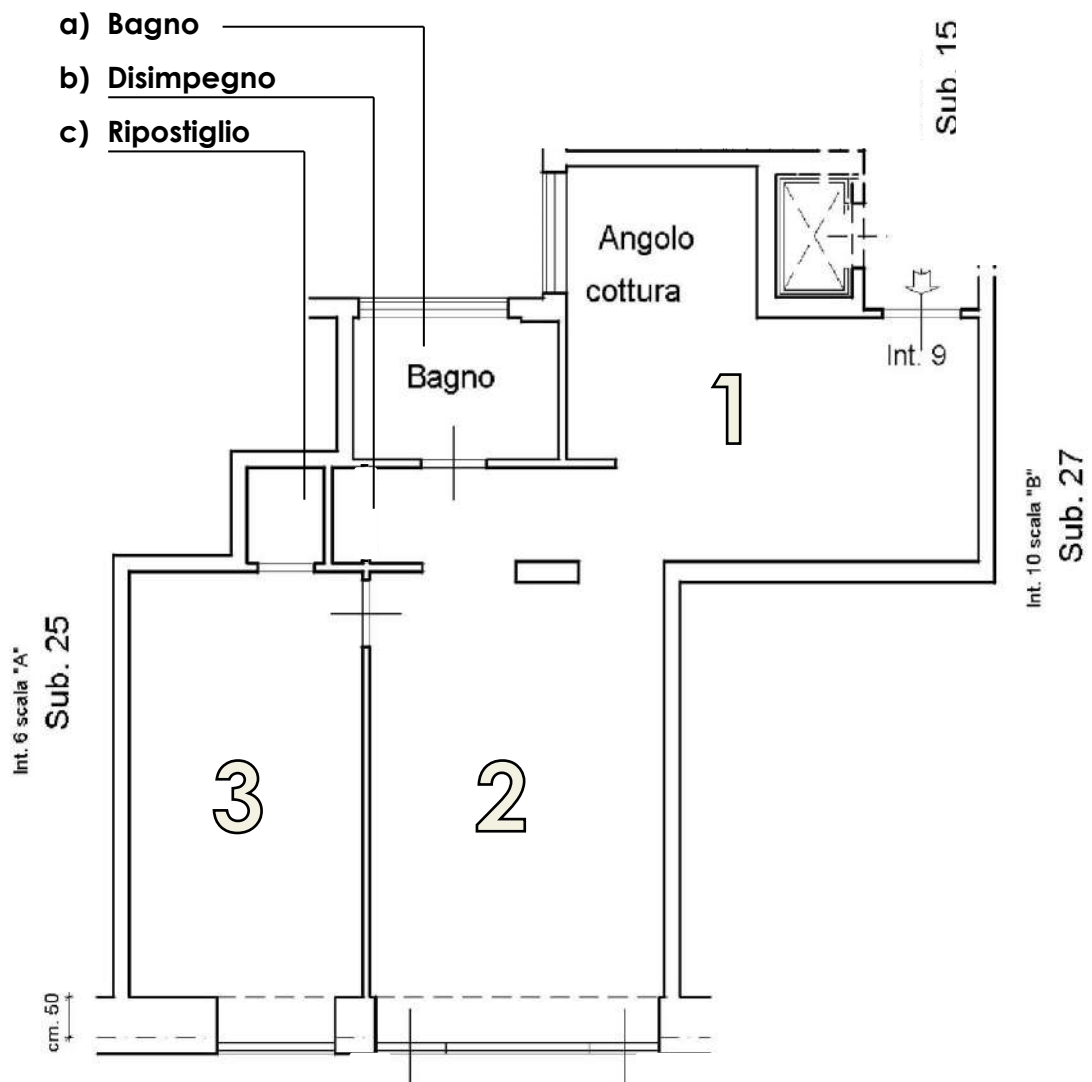 a) Bagno
b) Disimpegno
c) Ripostiglio
Sub. 15
Angolo
cottura
Int. 9
Bagno
1
Int. 10 scala "B"
Sub. 27
Int. 6 scala "A"
Sub. 25
3
2
cm. 50